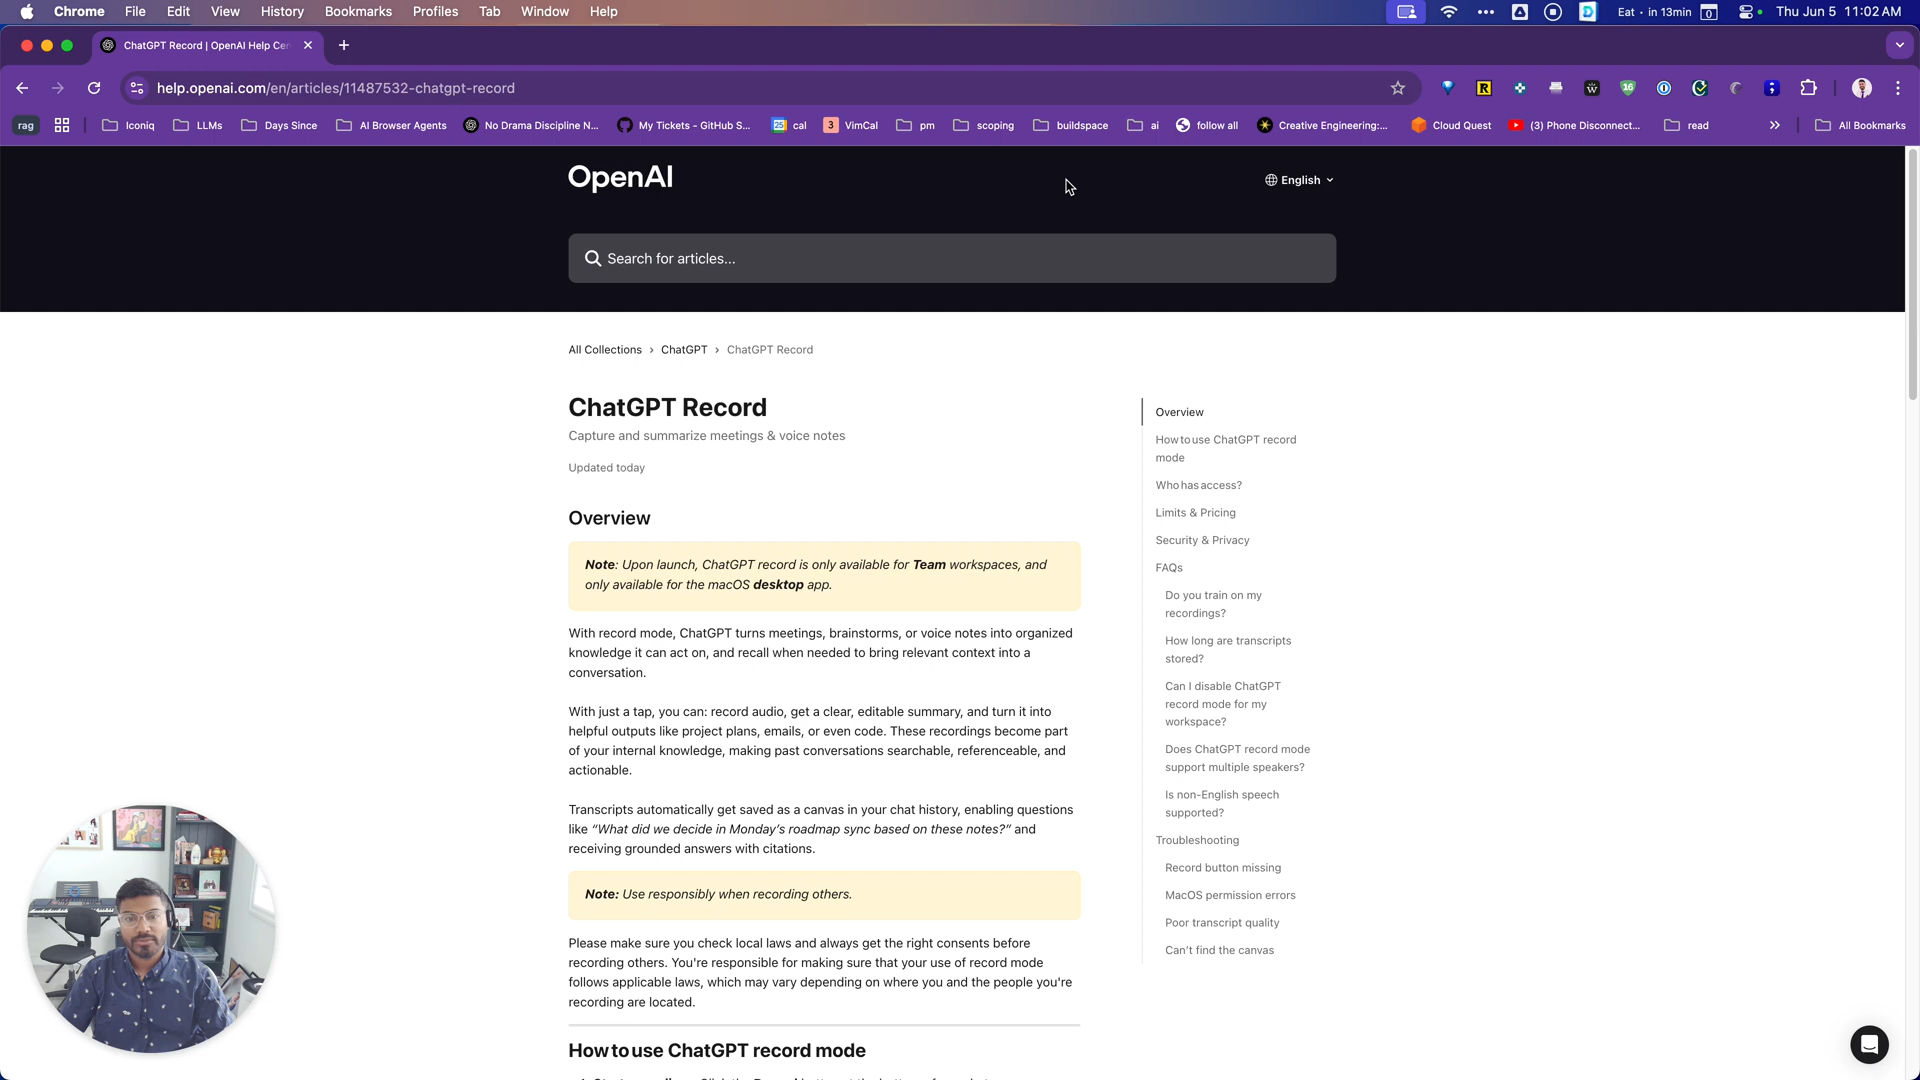 Chrome File Edit View History Bookmarks Profiles Tab Window Help
Eat · in 13min Thu Jun 5 11:02 AM
ChatGPT Record | OpenAI Help Cen
help.openai.com/en/articles/11487532-chatgpt-record
rag Iconiq LLMs Days Since AI Browser Agents No Drama Discipline N... My Tickets - GitHub S... cal VimCal pm scoping buildspace ai follow all Creative Engineering:... Cloud Quest (3) Phone Disconnect... read All Bookmarks
OpenAI
English
Search for articles...
All Collections > ChatGPT > ChatGPT Record
ChatGPT Record
Capture and summarize meetings & voice notes
Updated today
Overview
Note: Upon launch, ChatGPT record is only available for Team workspaces, and
only available for the macOS desktop app.
With record mode, ChatGPT turns meetings, brainstorms, or voice notes into organized
knowledge it can act on, and recall when needed to bring relevant context into a
conversation.
With just a tap, you can: record audio, get a clear, editable summary, and turn it into
helpful outputs like project plans, emails, or even code. These recordings become part
of your internal knowledge, making past conversations searchable, referenceable, and
actionable.
Transcripts automatically get saved as a canvas in your chat history, enabling questions
like “What did we decide in Monday’s roadmap sync based on these notes?” and
receiving grounded answers with citations.
Note: Use responsibly when recording others.
Please make sure you check local laws and always get the right consents before
recording others. You're responsible for making sure that your use of record mode
follows applicable laws, which may vary depending on where you and the people you're
recording are located.
How to use ChatGPT record mode
Overview
How to use ChatGPT record
mode
Who has access?
Limits & Pricing
Security & Privacy
FAQs
Do you train on my
recordings?
How long are transcripts
stored?
Can I disable ChatGPT
record mode for my
workspace?
Does ChatGPT record mode
support multiple speakers?
Is non-English speech
supported?
Troubleshooting
Record button missing
MacOS permission errors
Poor transcript quality
Can’t find the canvas